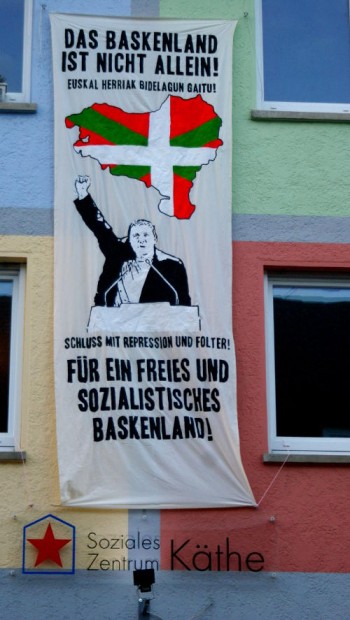 DAS BASKENLAND
IST NICHT ALLEIN!
EUSKAL HERRIAK BIDELAGUN GAITU!
SCHLUSS MIT REPRESSION UND FOLTER!
FÜR EIN FREIES UND
SOZIALISTISCHES
BASKENLAND!
Soziales
Zentrum Käthe